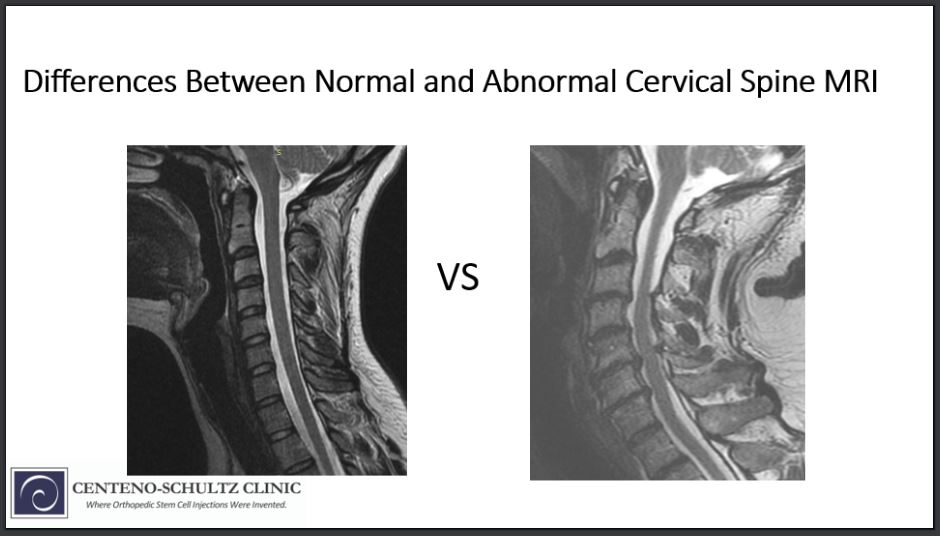 Differences Between Normal and Abnormal Cervical Spine MRI
S
VS
CENTENO-SCHULTZ CLINIC
Where Orthopedic Stem Cell Injections Were Invented.